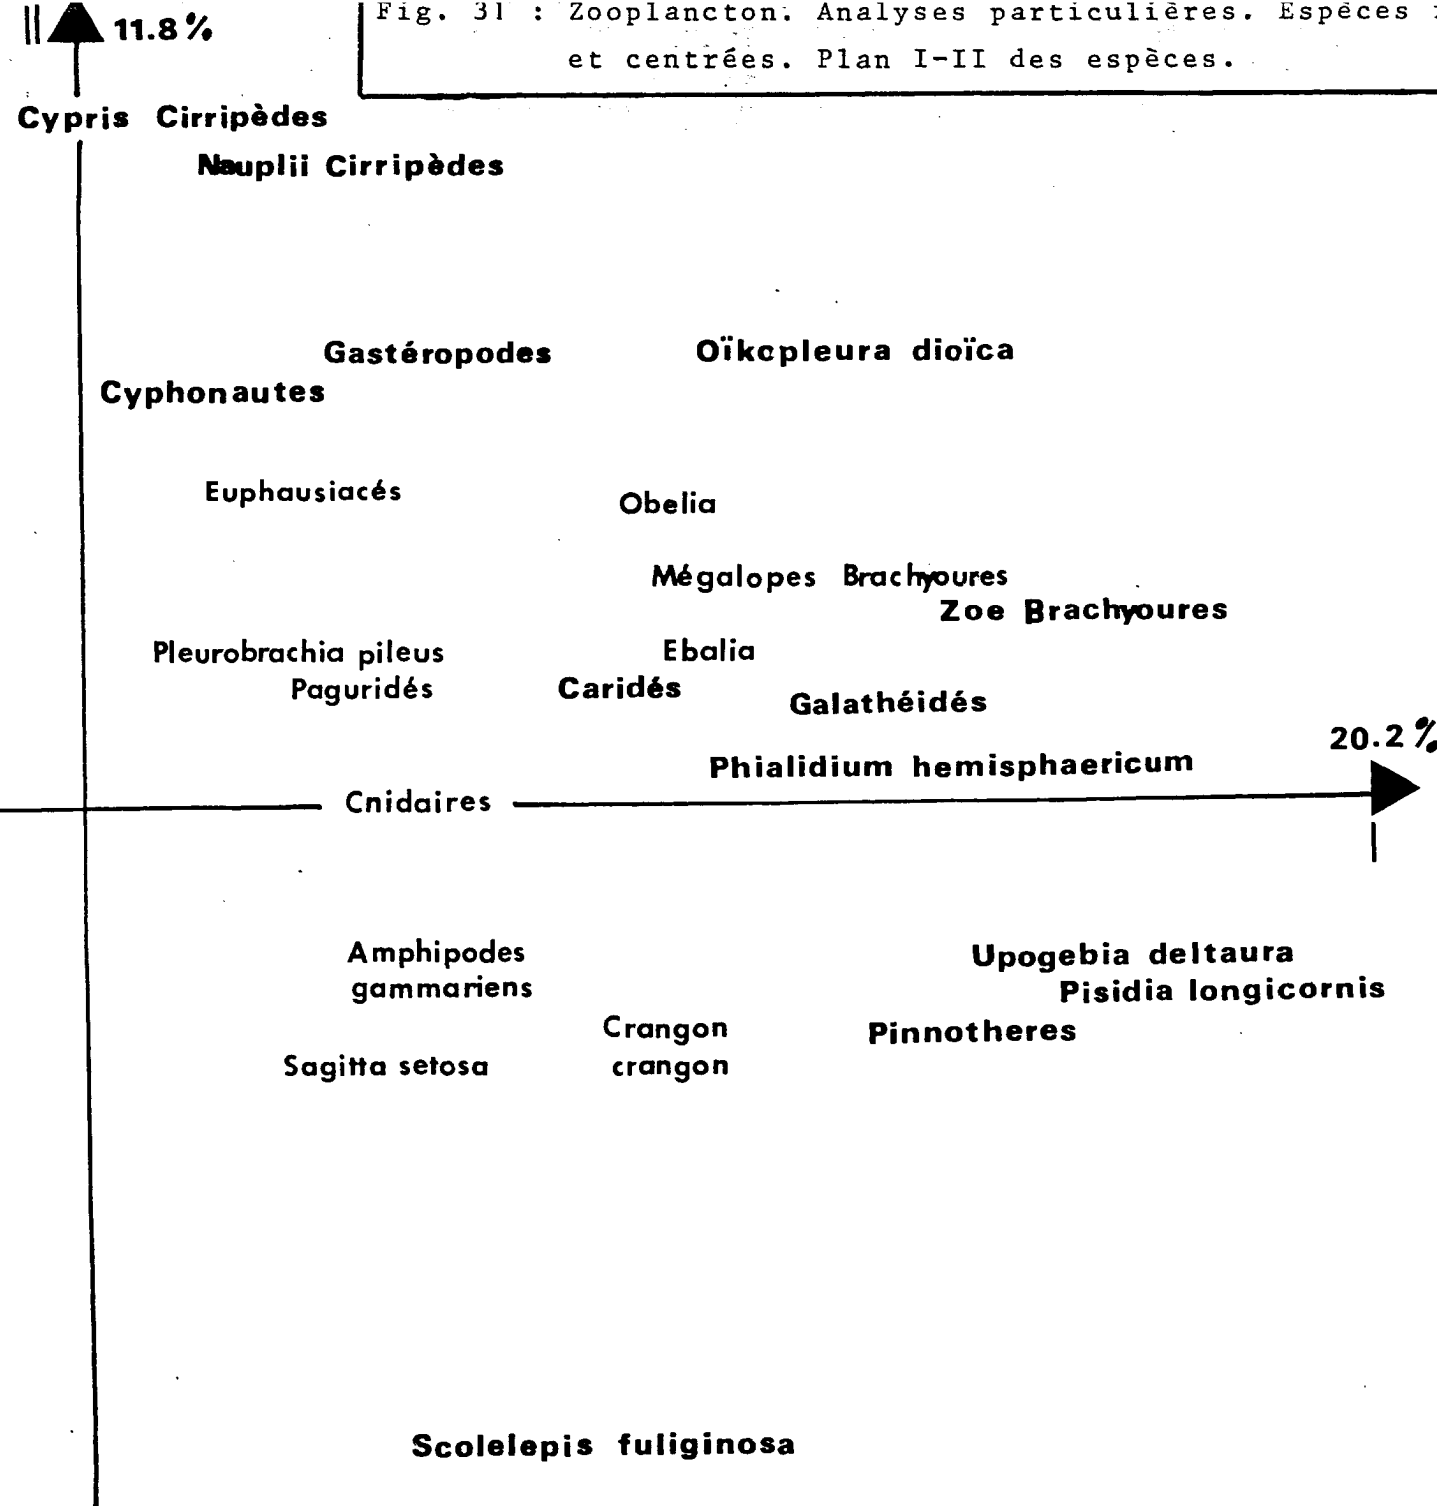 II 11.8%
Fig. 31 : Zooplancton. Analyses particulières. Espèces
et centrées. Plan I-II des espèces.
Cypris Cirripèdes
Nauplii Cirripèdes
Gastéropodes
Oïkcpleura dioïca
Cyphonautes
Euphausiacés
Obelia
Mégalopes Brachyoures
Zoe Brachyoures
Pleurobrachia pileus
Ebalia
Paguridés
Caridés
Galathéidés
20.2%
Phialidium hemisphaericum
Cnidaires
I
Amphipodes
gammariens
Upogebia deltaura
Pisidia longicornis
Crangon
crangon
Pinnotheres
Sagitta setosa
Scolelepis fuliginosa